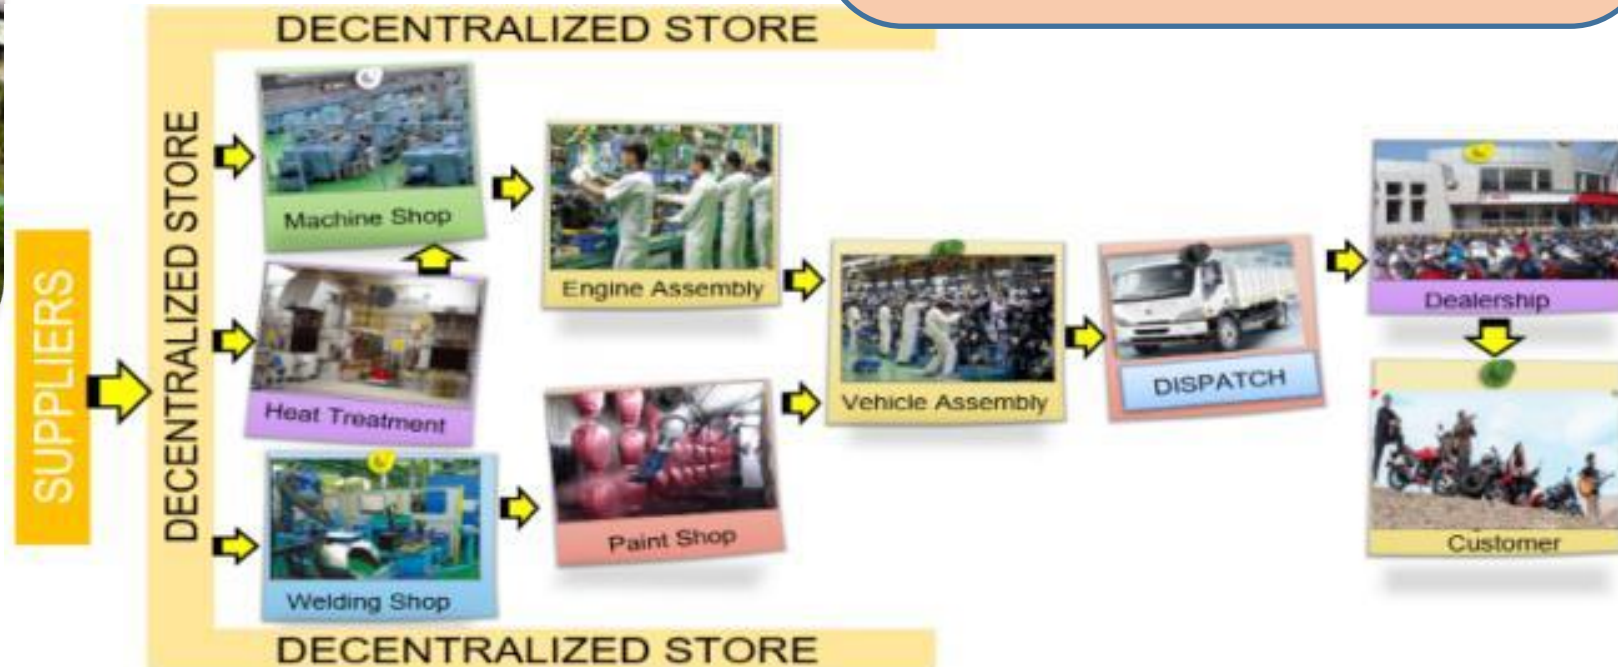 DECENTRALIZED STORE
SUPPLIERS
DECENTRALIZED STORE
Machine Shop
Heat Treatment
Welding Shop
Engine Assembly
Paint Shop
Vehicle Assembly
DISPATCH
Dealership
Customer
DECENTRALIZED STORE